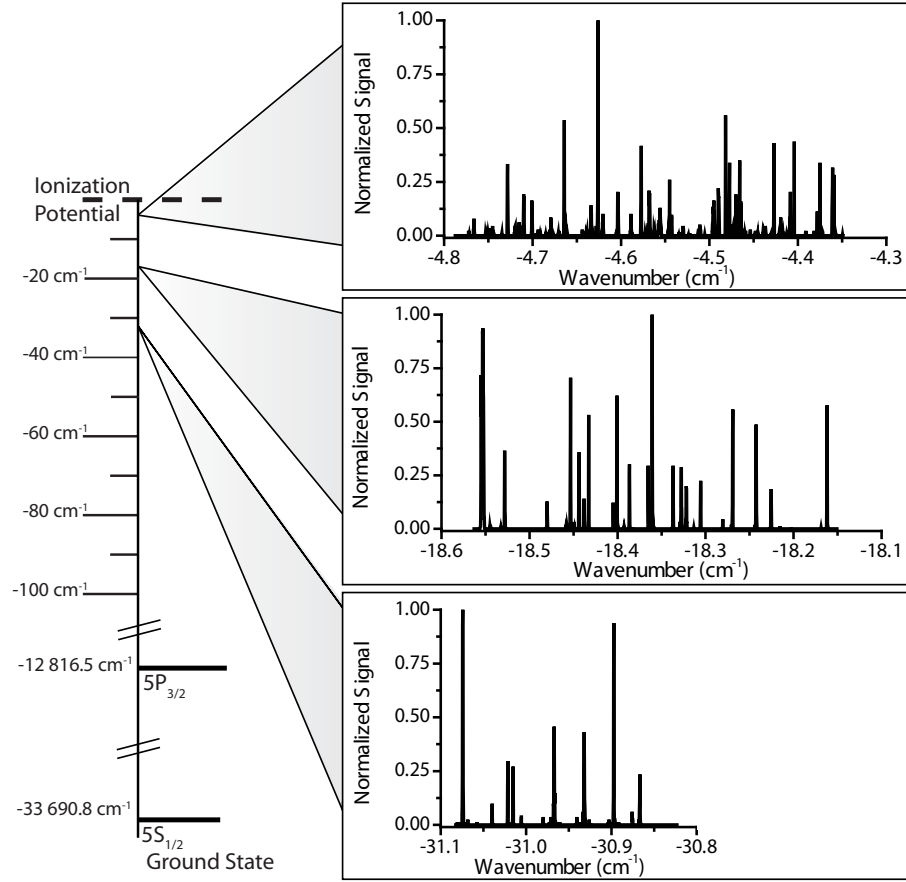 Ionization
Potential
-20 cm⁻¹
-40 cm⁻¹
-60 cm⁻¹
-80 cm⁻¹
-100 cm⁻¹
-12 816.5 cm⁻¹
5P₃/₂
-33 690.8 cm⁻¹
5S₁/₂
Ground State
Normalized Signal
1.00
0.75
0.50
0.25
0.00
-4.8 -4.7 -4.6 -4.5 -4.4 -4.3
Wavenumber (cm⁻¹)
Normalized Signal
1.00
0.75
0.50
0.25
0.00
-18.6 -18.5 -18.4 -18.3 -18.2 -18.1
Wavenumber (cm⁻¹)
Normalized Signal
1.00
0.75
0.50
0.25
0.00
-31.1 -31.0 -30.9 -30.8
Wavenumber (cm⁻¹)